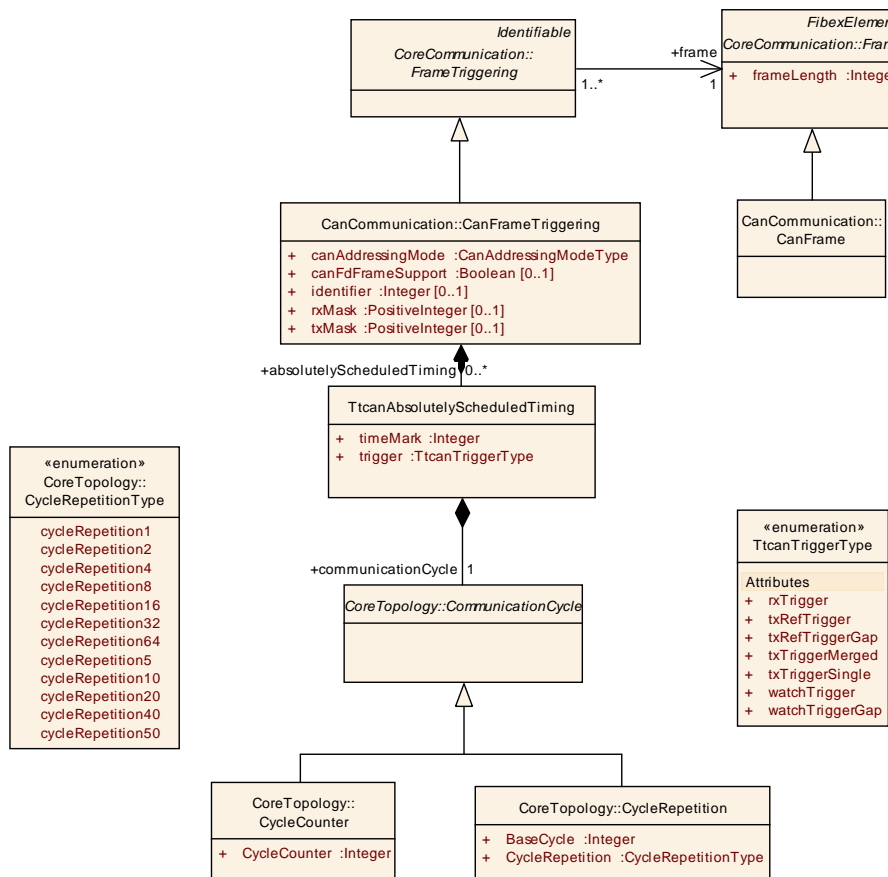 Identifiable
CoreCommunication::
FrameTriggering
+frame
1..*
1
FibexElemen
CoreCommunication::Fram
+ frameLength :Intege
CanCommunication::CanFrameTriggering
+ canAddressingMode :CanAddressingModeType
+ canFdFrameSupport :Boolean [0..1]
+ identifier :Integer [0..1]
+ rxMask :PositiveInteger [0..1]
+ txMask :PositiveInteger [0..1]
CanCommunication::
CanFrame
+absolutelyScheduledTiming 0..*
TtcanAbsolutelyScheduledTiming
+ timeMark :Integer
+ trigger :TtcanTriggerType
«enumeration»
CoreTopology::
CycleRepetitionType
cycleRepetition1
cycleRepetition2
cycleRepetition4
cycleRepetition8
cycleRepetition16
cycleRepetition32
cycleRepetition64
cycleRepetition5
cycleRepetition10
cycleRepetition20
cycleRepetition40
cycleRepetition50
+communicationCycle 1
CoreTopology::CommunicationCycle
«enumeration»
TtcanTriggerType
Attributes
+ rxTrigger
+ txRefTrigger
+ txRefTriggerGap
+ txTriggerMerged
+ txTriggerSingle
+ watchTrigger
+ watchTriggerGap
CoreTopology::
CycleCounter
+ CycleCounter :Integer
CoreTopology::CycleRepetition
+ BaseCycle :Integer
+ CycleRepetition :CycleRepetitionType